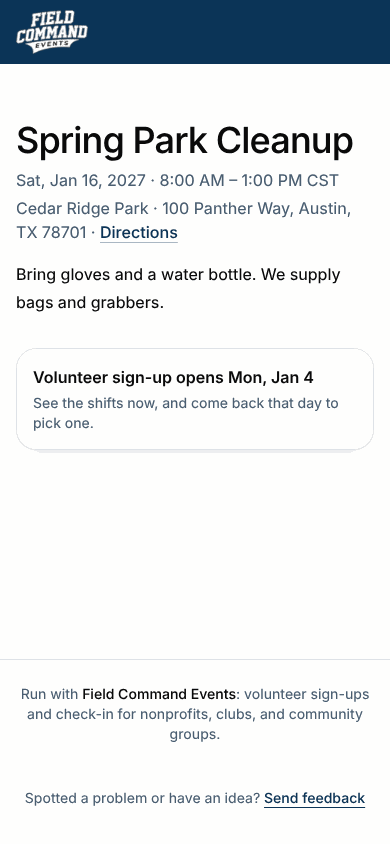 FIELD
COMMAND
EVENTS
Spring Park Cleanup
Sat, Jan 16, 2027 · 8:00 AM – 1:00 PM CST
Cedar Ridge Park · 100 Panther Way, Austin,
TX 78701 · Directions
Bring gloves and a water bottle. We supply
bags and grabbers.
Volunteer sign-up opens Mon, Jan 4
See the shifts now, and come back that day to
pick one.
Run with Field Command Events: volunteer sign-ups
and check-in for nonprofits, clubs, and community
groups.
Spotted a problem or have an idea? Send feedback